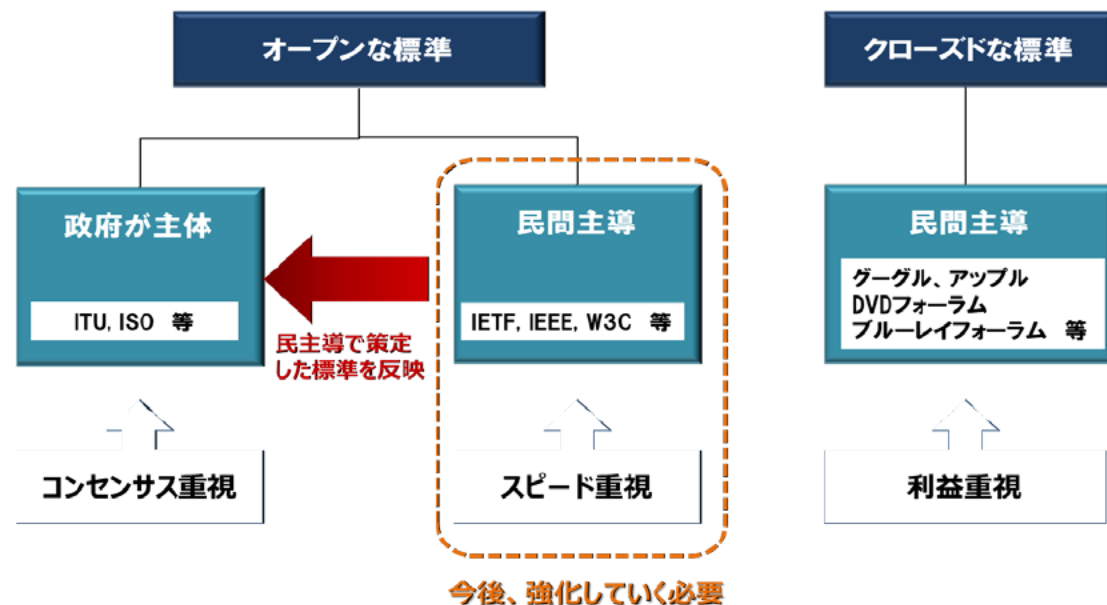 オープンな標準
クローズドな標準
政府が主体
ITU, ISO 等
民主導で策定
した標準を反映
民間主導
IETF, IEEE, W3C 等
民間主導
グーグル、アップル
DVDフォーラム
ブルーレイフォーラム 等
コンセンサス重視
スピード重視
利益重視
今後、強化していく必要